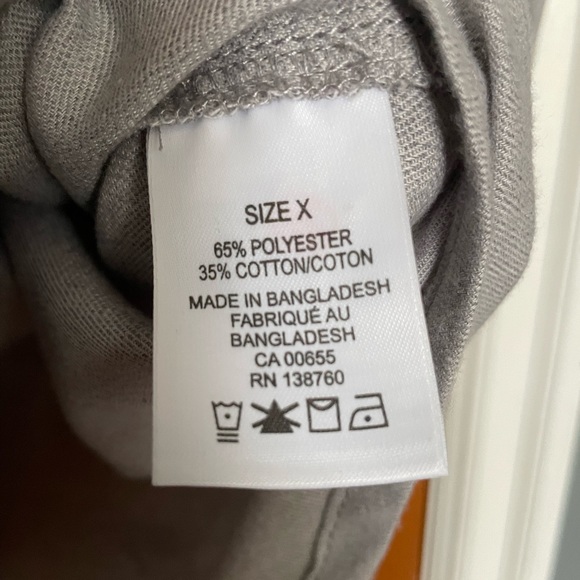 SIZE X
65% POLYESTER
35% COTTON/COTON
MADE IN BANGLADESH
FABRIQUÉ AU
BANGLADESH
CA 00655
RN 138760